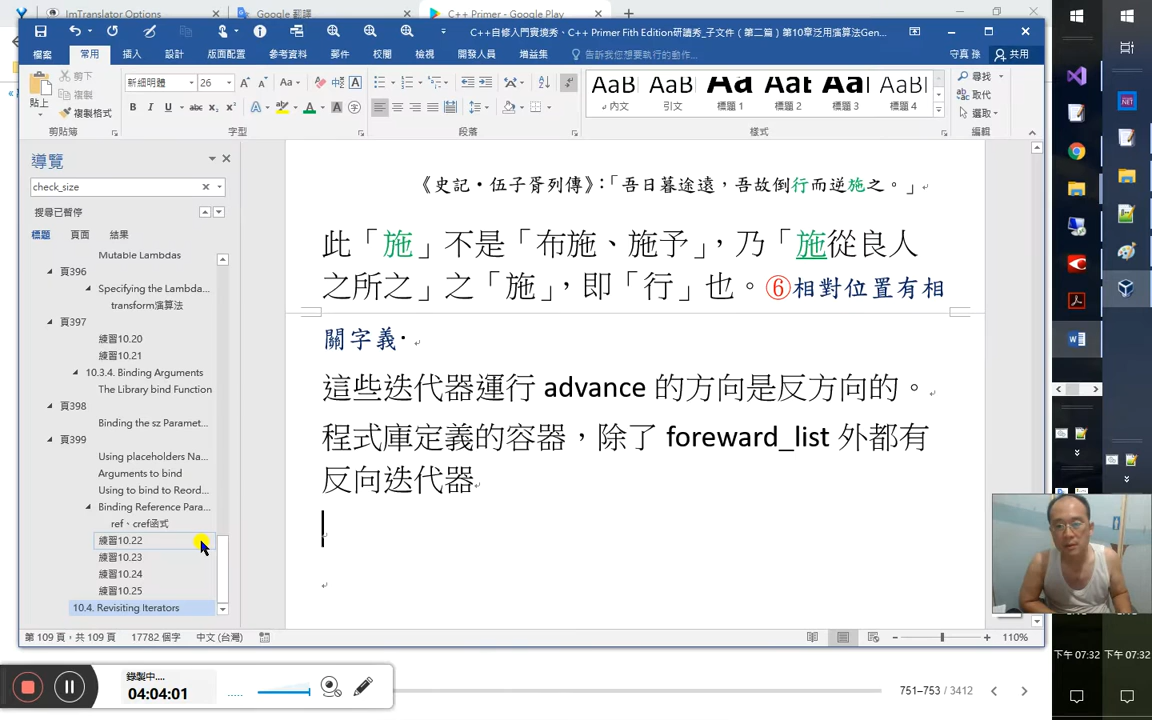 ImTranslator Options
Google 翻譯
C++ Primer - Google Play
C++自修入門實境秀、C++ Primer Fith Edition研讀秀_子文件（第二篇）第10章泛用演算法Gen...
檔案
常用
插入
設計
版面配置
參考資料
郵件
校閱
檢視
開發人員
增益集
告訴我您想要執行的動作...
守真 孫
共用
貼上
剪下
複製
複製格式
新細明體
26
AaB
AaB
Aat
Aat
Aal
AaBl
內文
引文
標題 1
標題 2
標題 3
標題 4
尋找
取代
選取
剪貼簿
字型
段落
樣式
編輯
導覽
check_size
搜尋已暫停
標題
頁面
結果
Mutable Lambdas
頁396
Specifying the Lambda...
transform演算法
頁397
練習10.20
練習10.21
10.3.4. Binding Arguments
The Library bind Function
頁398
Binding the sz Paramet...
頁399
Using placeholders Na...
Arguments to bind
Using to bind to Reord...
Binding Reference Para...
ref、cref函式
練習10.22
練習10.23
練習10.24
練習10.25
10.4. Revisiting Iterators
《史記·伍子胥列傳》：「吾日暮途遠，吾故倒行而逆施之。」
此「施」不是「布施、施予」，乃「施從良人
之所之」之「施」，即「行」也。⑥相對位置有相
關字義·
這些迭代器運行 advance 的方向是反方向的。
程式庫定義的容器，除了 foreward_list 外都有
反向迭代器
第 109 頁，共 109 頁
17782 個字
中文 (台灣)
110%
錄製中....
04:04:01
751–753 / 3412
下午 07:32
下午 07:32